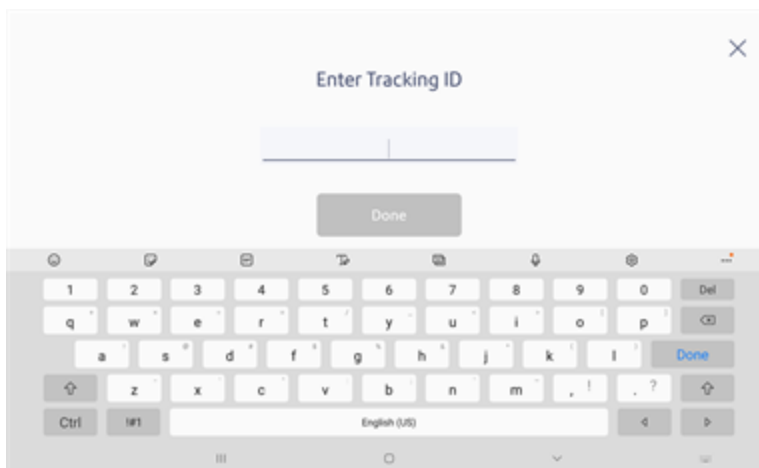 Enter Tracking ID
Done
1 2 3 4 5 6 7 8 9 0 Del
q w e r t y u i o p
a s d f g h j k l Done
z x c v b n m , ! . ?
Ctrl !#1 English (US)